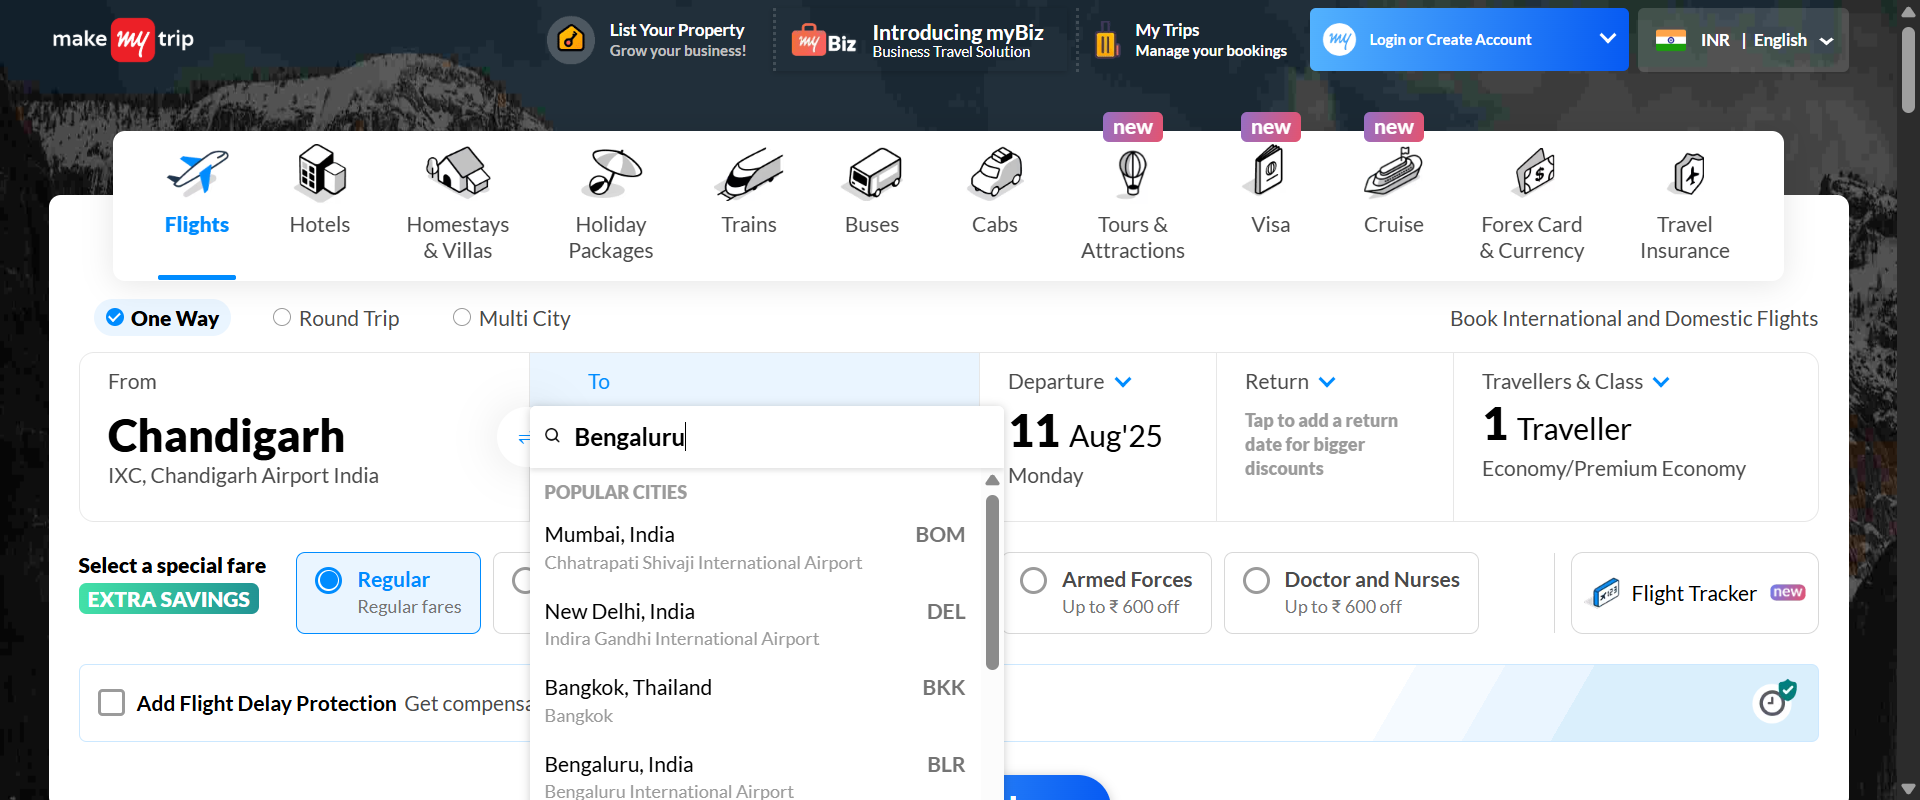 make my trip
List Your Property
Grow your business!
my Biz
Introducing myBiz
Business Travel Solution
My Trips
Manage your bookings
my
Login or Create Account
INR | English
new
new
new
Flights
Hotels
Homestays
& Villas
Holiday
Packages
Trains
Buses
Cabs
Tours &
Attractions
Visa
Cruise
Forex Card
& Currency
Travel
Insurance
One Way
Round Trip
Multi City
Book International and Domestic Flights
From
Chandigarh
IXC, Chandigarh Airport India
To
Bengaluru
Departure
11 Aug'25
Monday
Return
Tap to add a return
date for bigger
discounts
Travellers & Class
1 Traveller
Economy/Premium Economy
POPULAR CITIES
Mumbai, India BOM
Chhatrapati Shivaji International Airport
New Delhi, India DEL
Indira Gandhi International Airport
Bangkok, Thailand BKK
Bangkok
Bengaluru, India BLR
Bengaluru International Airport
Select a special fare
EXTRA SAVINGS
Regular
Regular fares
Armed Forces
Up to ₹ 600 off
Doctor and Nurses
Up to ₹ 600 off
Flight Tracker new
Add Flight Delay Protection Get compensa